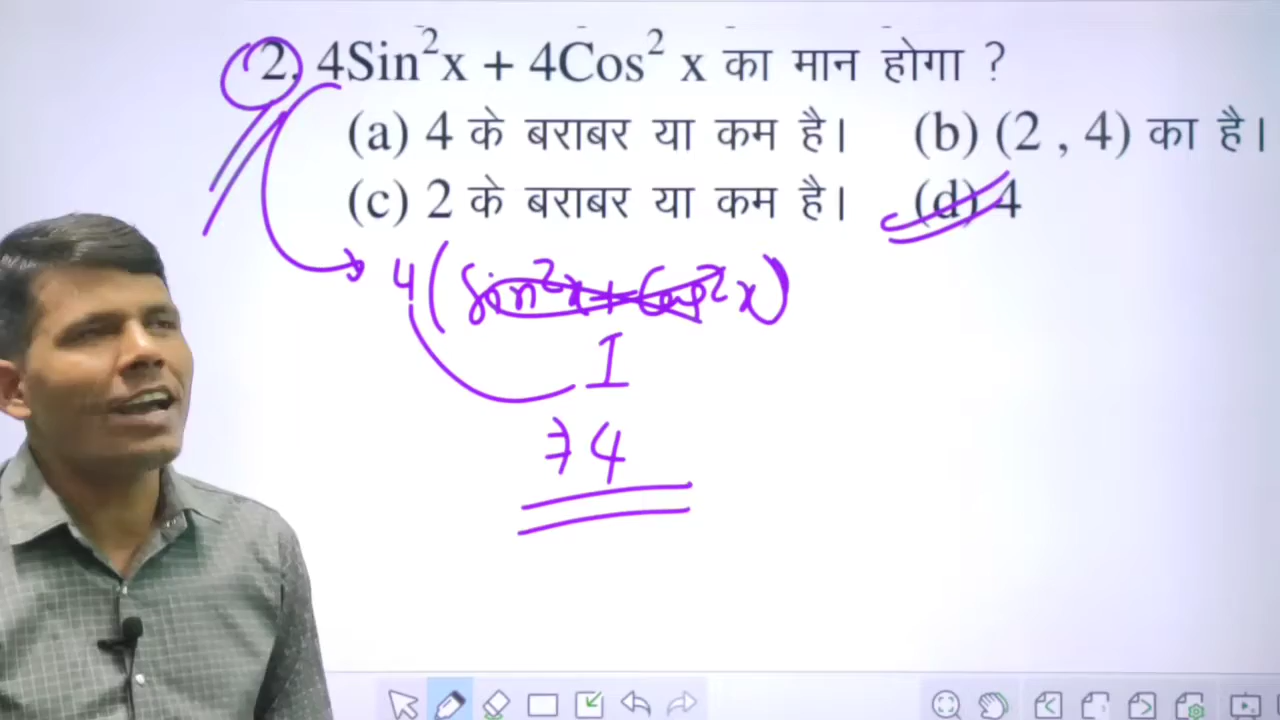 2. 4Sin²x + 4Cos² x का मान होगा ?
(a) 4 के बराबर या कम है। (b) (2 , 4) का है।
(c) 2 के बराबर या कम है। (d) 4
4(sin²x + Cos²x)
1
⇒ 4